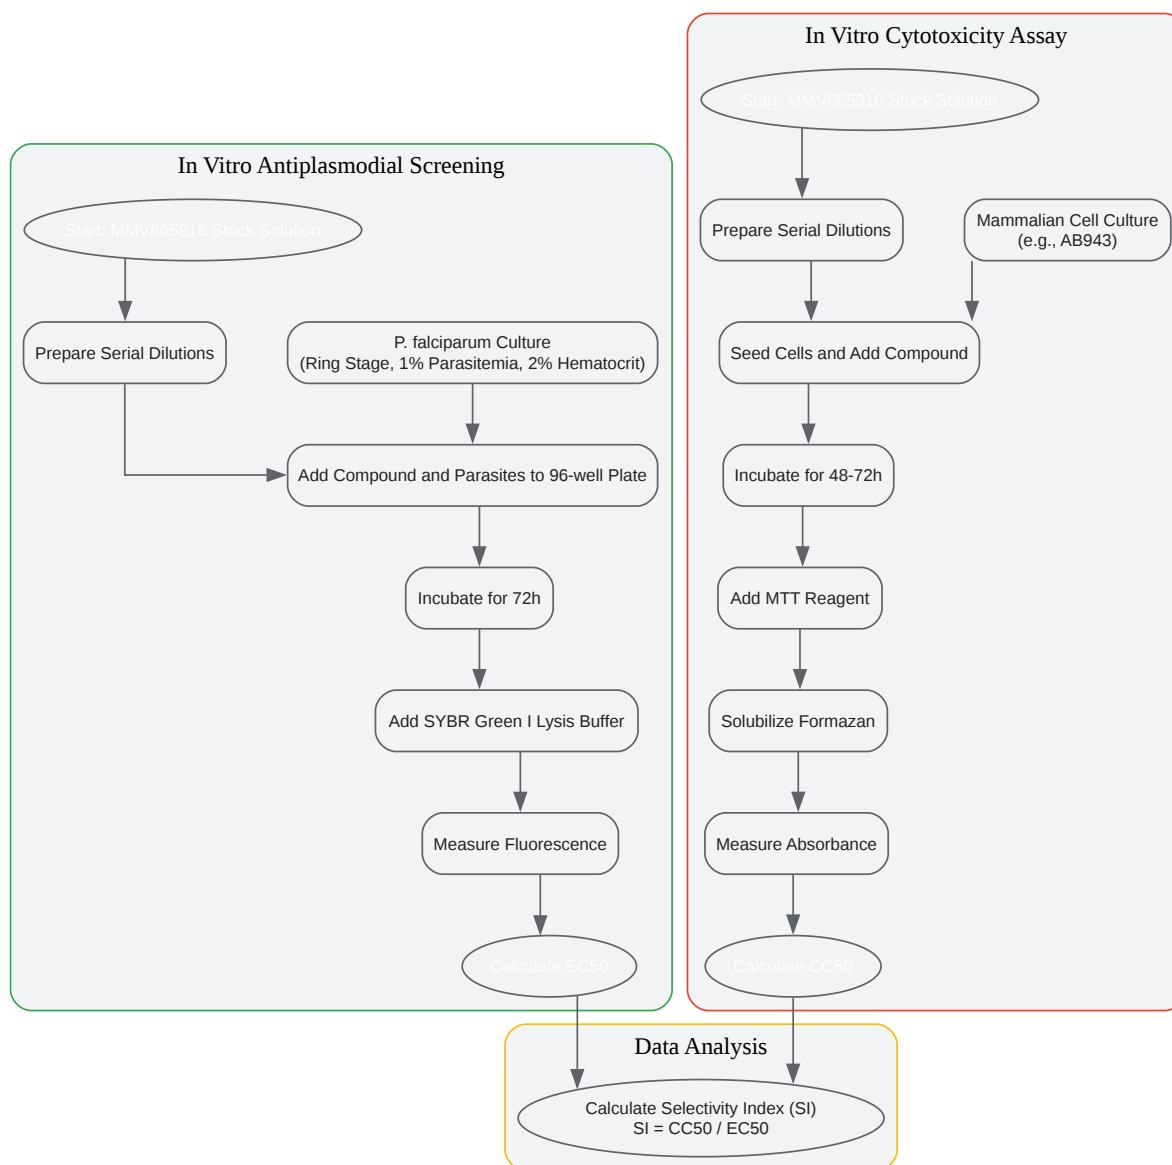 In Vitro Antiplasmodial Screening
Start: MMV665916 Stock Solution
Prepare Serial Dilutions
P. falciparum Culture
(Ring Stage, 1% Parasitemia, 2% Hematocrit)
Add Compound and Parasites to 96-well Plate
Incubate for 72h
Add SYBR Green I Lysis Buffer
Measure Fluorescence
Calculate EC50
In Vitro Cytotoxicity Assay
Start: MMV665916 Stock Solution
Prepare Serial Dilutions
Mammalian Cell Culture
(e.g., AB943)
Seed Cells and Add Compound
Incubate for 48-72h
Add MTT Reagent
Solubilize Formazan
Measure Absorbance
Calculate CC50
Data Analysis
Calculate Selectivity Index (SI)
SI = CC50 / EC50